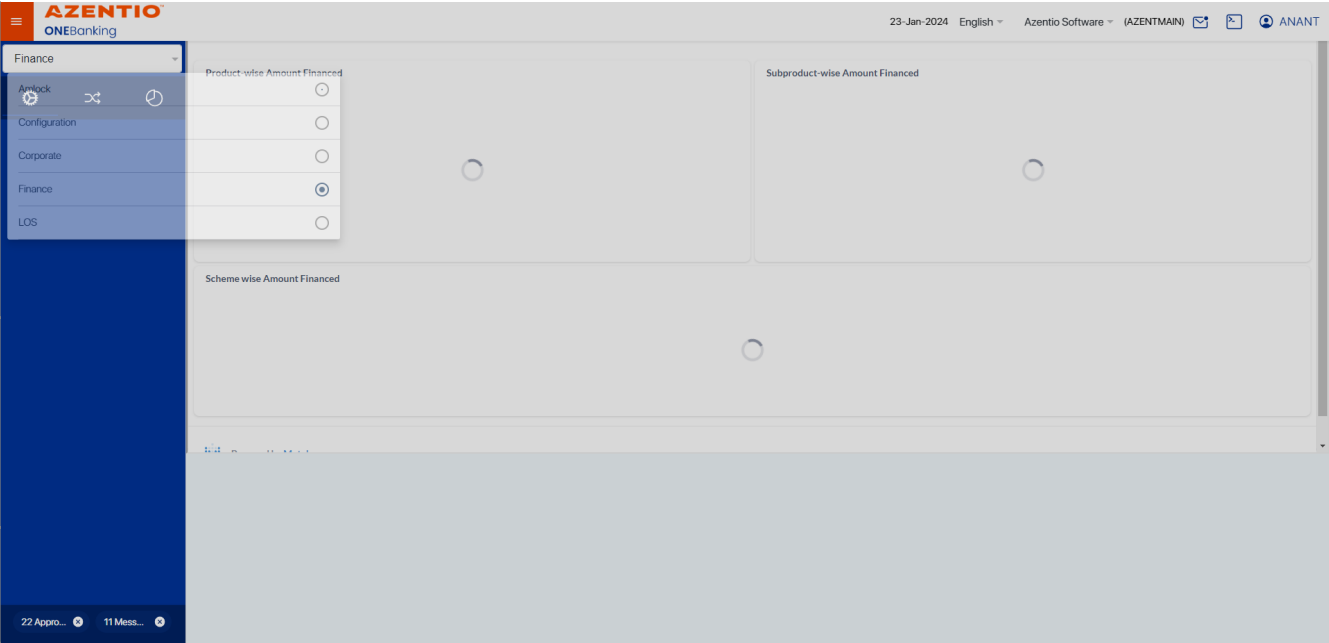 AZENTIO
ONEBanking
23-Jan-2024 English Azentio Software (AZENTMAIN) ANANT
Finance
Product-wise Amount Financed
Subproduct-wise Amount Financed
Amlock
Configuration
Corporate
Finance
LOS
Scheme wise Amount Financed
22 Appro...
11 Mess...